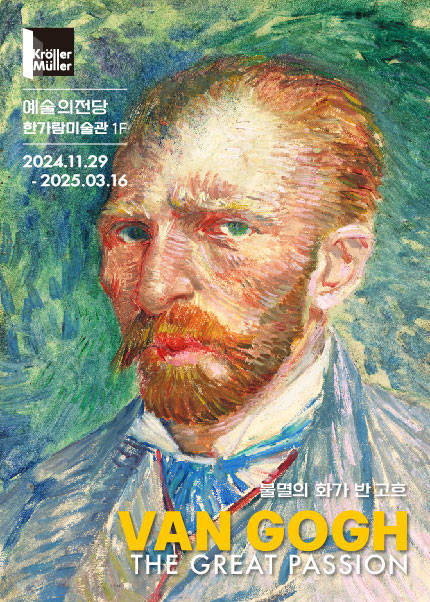 Kröller
Müller
예술의전당
한가람미술관 1F
2024.11.29
- 2025.03.16
불멸의 화가 반 고흐
VAN GOGH
THE GREAT PASSION